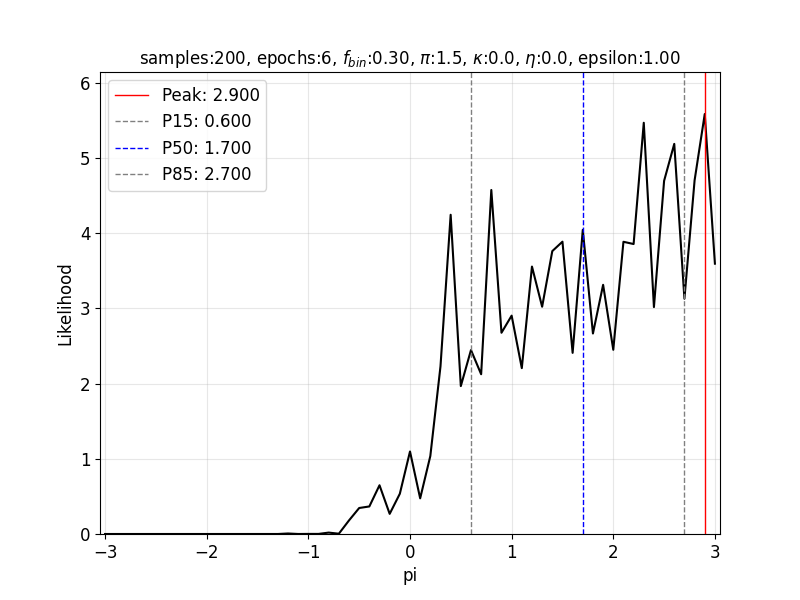 samples:200, epochs:6, f_bin:0.30, π:1.5, κ:0.0, η:0.0, epsilon:1.00
Peak: 2.900
P15: 0.600
P50: 1.700
P85: 2.700
Likelihood
6
5
4
3
2
1
0
−3 −2 −1 0 1 2 3
pi